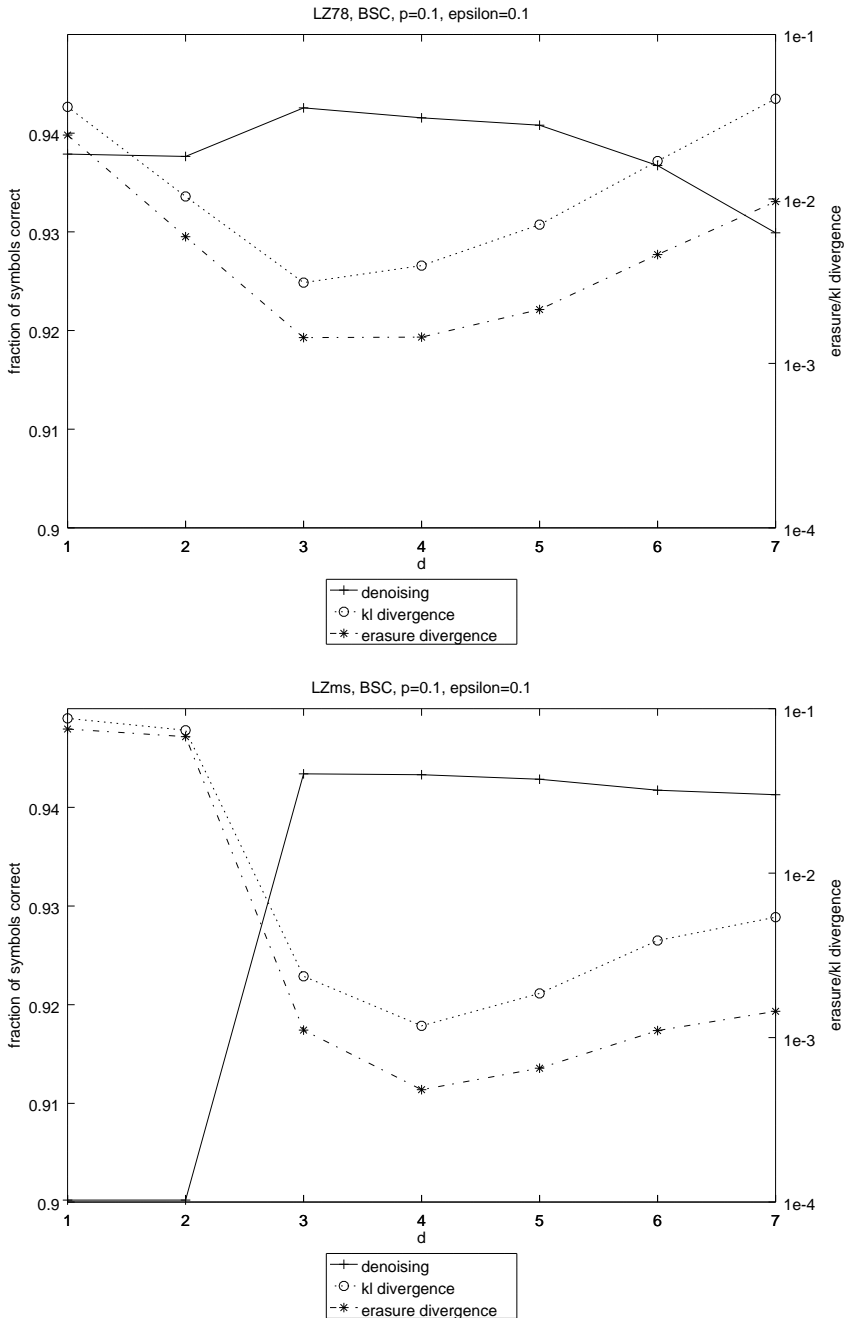 LZ78, BSC, p=0.1, epsilon=0.1
1e-1
0.94
1e-2
0.93
fraction of symbols correct
erasure/kl divergence
0.92
1e-3
0.91
0.9
1e-4
1 2 3 4 5 6 7
d
denoising
kl divergence
erasure divergence
LZms, BSC, p=0.1, epsilon=0.1
1e-1
0.94
1e-2
0.93
fraction of symbols correct
erasure/kl divergence
0.92
1e-3
0.91
0.9
1e-4
1 2 3 4 5 6 7
d
denoising
kl divergence
erasure divergence